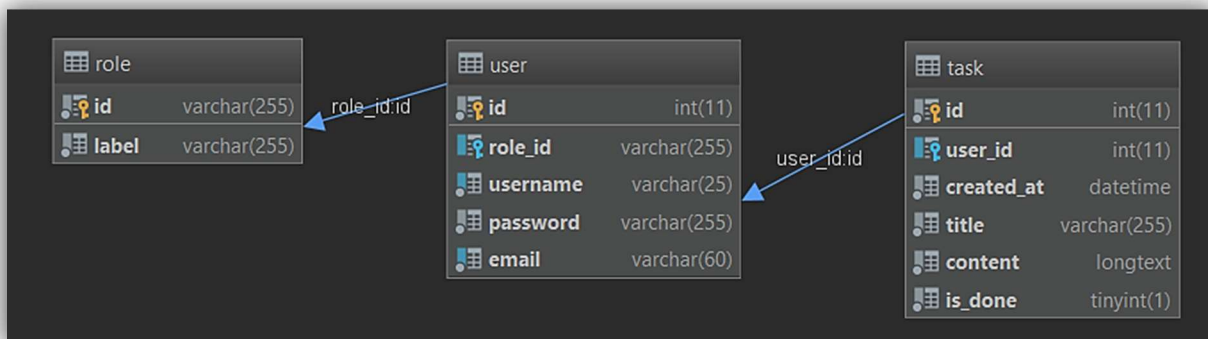 role
id varchar(255)
label varchar(255)
role_id:id
user
id int(11)
role_id varchar(255)
username varchar(25)
password varchar(255)
email varchar(60)
user_id:id
task
id int(11)
user_id int(11)
created_at datetime
title varchar(255)
content longtext
is_done tinyint(1)